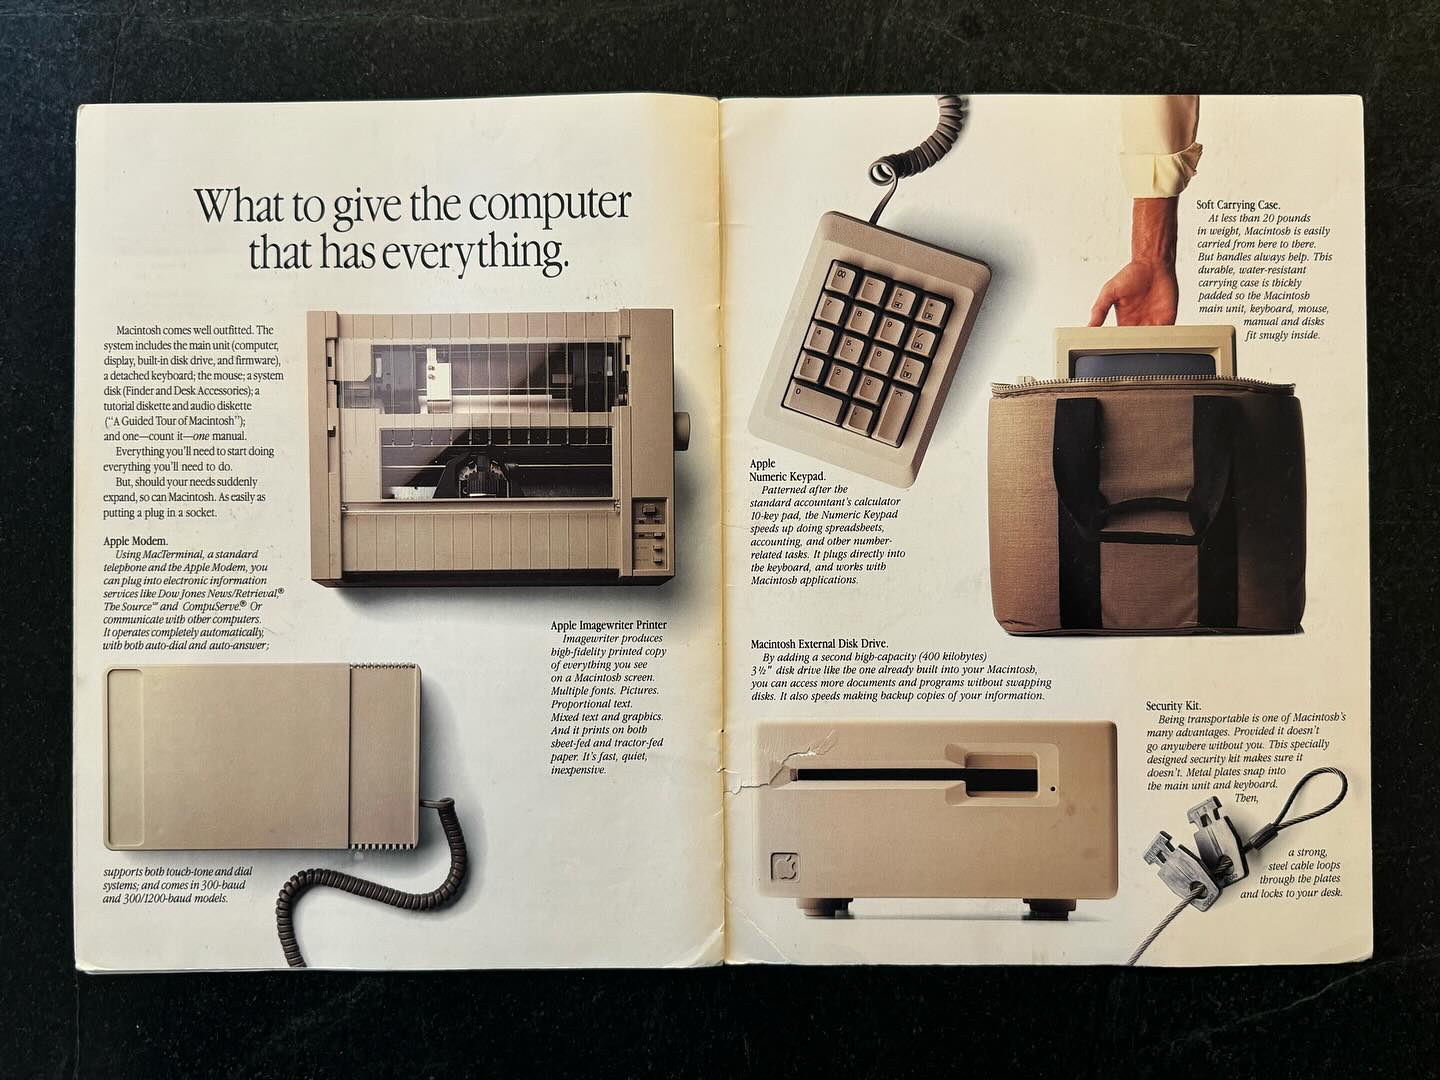 What to give the computer
that has everything.
Macintosh comes well outfitted. The
system includes the main unit (computer,
display, built-in disk drive, and firmware),
a detached keyboard; the mouse; a system
disk (Finder and Desk Accessories); a
tutorial diskette and audio diskette
(“A Guided Tour of Macintosh”);
and one—count it—one manual.
Everything you’ll need to start doing
everything you’ll need to do.
But, should your needs suddenly
expand, so can Macintosh. As easily as
putting a plug in a socket.
Apple Modem.
Using MacTerminal, a standard
telephone and the Apple Modem, you
can plug into electronic information
services like Dow Jones News/Retrieval,®
The Source℠ and CompuServe.® Or
communicate with other computers.
It operates completely automatically,
with both auto-dial and auto-answer;
supports both touch-tone and dial
systems; and comes in 300-baud
and 300/1200-baud models.
Apple Imagewriter Printer
Imagewriter produces
high-fidelity printed copy
of everything you see
on a Macintosh screen.
Multiple fonts. Pictures.
Proportional text.
Mixed text and graphics.
And it prints on both
sheet-fed and tractor-fed
paper. It’s fast, quiet,
inexpensive.
7 8 9
4 5 6
1 2 3
0
Apple
Numeric Keypad.
Patterned after the
standard accountant’s calculator
10-key pad, the Numeric Keypad
speeds up doing spreadsheets,
accounting, and other number-
related tasks. It plugs directly into
the keyboard, and works with
Macintosh applications.
Soft Carrying Case.
At less than 20 pounds
in weight, Macintosh is easily
carried from here to there.
But handles always help. This
durable, water-resistant
carrying case is thickly
padded so the Macintosh
main unit, keyboard, mouse,
manual and disks
fit snugly inside.
Macintosh External Disk Drive.
By adding a second high-capacity (400 kilobytes)
3½" disk drive like the one already built into your Macintosh,
you can access more documents and programs without swapping
disks. It also speeds making backup copies of your information.
Security Kit.
Being transportable is one of Macintosh’s
many advantages. Provided it doesn’t
go anywhere without you. This specially
designed security kit makes sure it
doesn’t. Metal plates snap into
the main unit and keyboard.
Then,
a strong,
steel cable loops
through the plates
and locks to your desk.